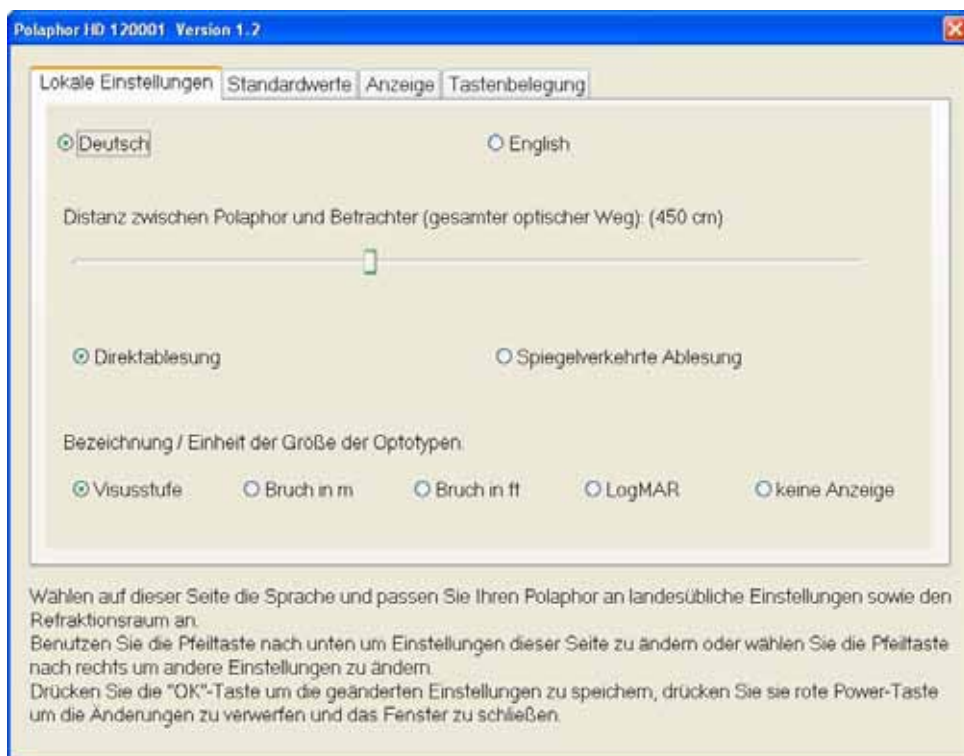 Polaphor HD 120001 Version 1.2
Lokale Einstellungen Standardwerte Anzeige Tastenbelegung
Deutsch English
Distanz zwischen Polaphor und Betrachter (gesamter optischer Weg): (450 cm)
Direktablesung Spiegelverkehrte Ablesung
Bezeichnung / Einheit der Größe der Optotypen:
Visusstufe Bruch in m Bruch in ft LogMAR keine Anzeige
Wählen auf dieser Seite die Sprache und passen Sie Ihren Polaphor an landesübliche Einstellungen sowie den
Refraktionsraum an.
Benutzen Sie die Pfeiltaste nach unten um Einstellungen dieser Seite zu ändern oder wählen Sie die Pfeiltaste
nach rechts um andere Einstellungen zu ändern.
Drücken Sie die "OK"-Taste um die geänderten Einstellungen zu speichern, drücken Sie sie rote Power-Taste
um die Änderungen zu verwerfen und das Fenster zu schließen.